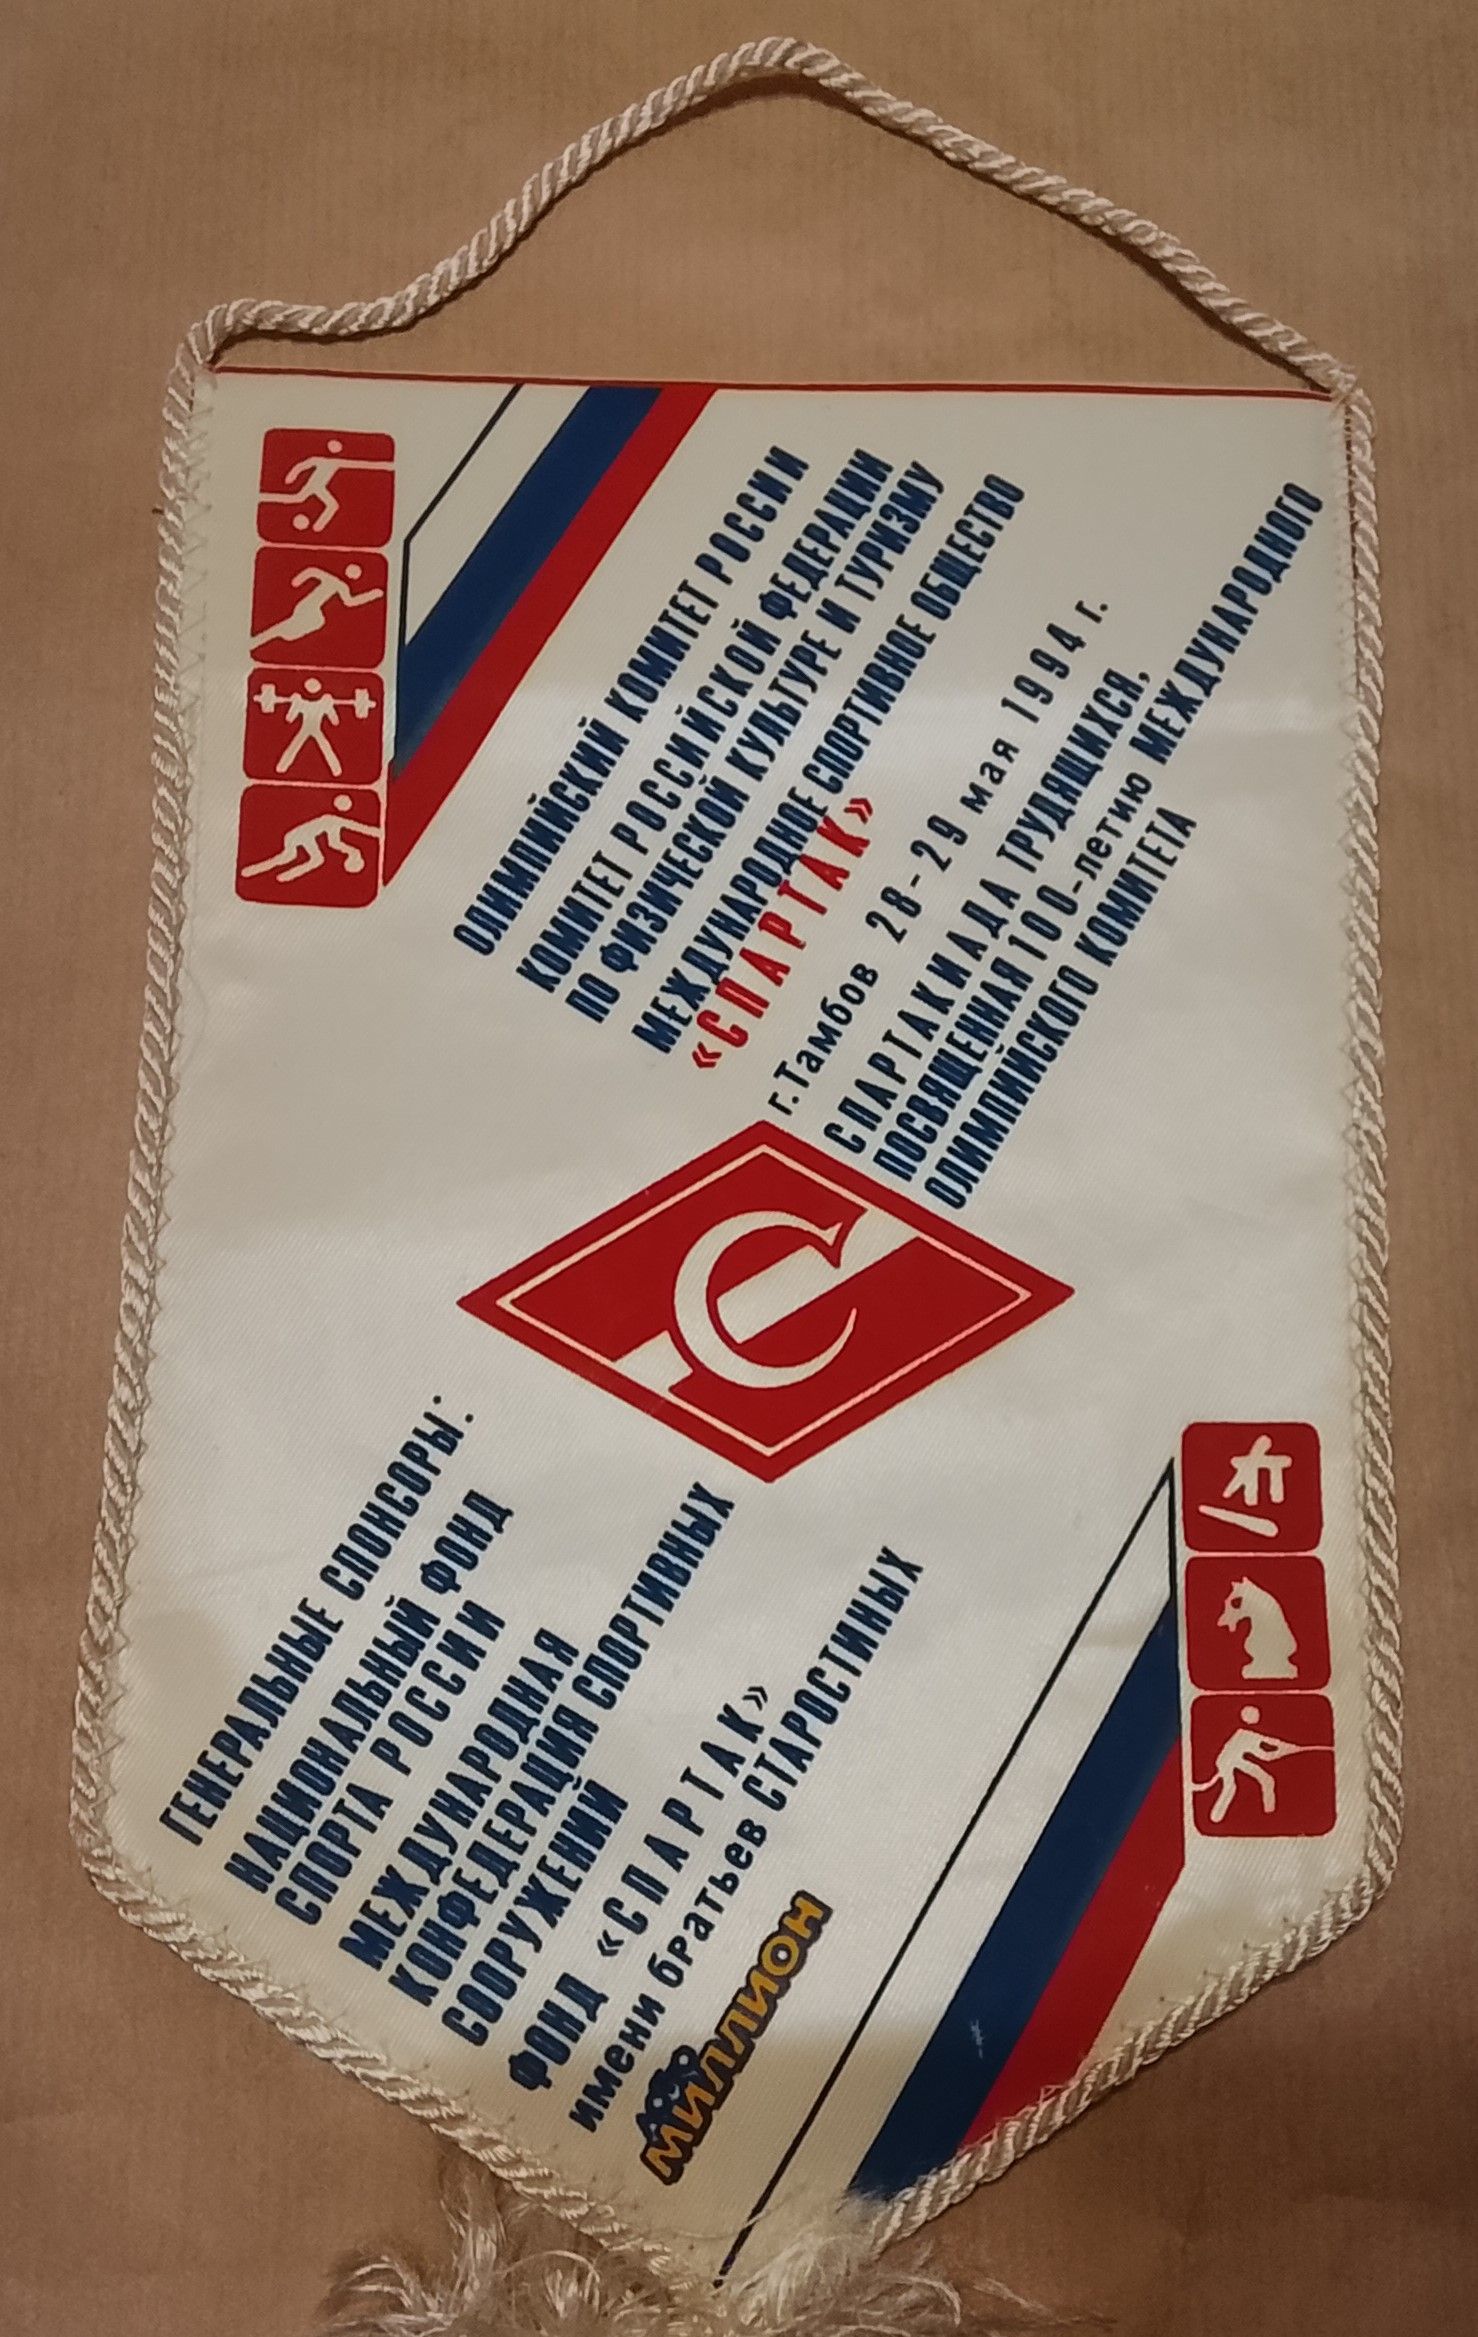 ОЛИМПИЙСКИЙ КОМИТЕТ РОССИИ
КОМИТЕТ РОССИЙСКОЙ ФЕДЕРАЦИИ
ПО ФИЗИЧЕСКОЙ КУЛЬТУРЕ И ТУРИЗМУ
МЕЖДУНАРОДНОЕ СПОРТИВНОЕ ОБЩЕСТВО
«СПАРТАК»
г.Тамбов 28-29 мая 1994 г.
СПАРТАКИАДА ТРУДЯЩИХСЯ,
ПОСВЯЩЕННАЯ 100-летию МЕЖДУНАРОДНОГО
ОЛИМПИЙСКОГО КОМИТЕТА
С
ГЕНЕРАЛЬНЫЕ СПОНСОРЫ:
НАЦИОНАЛЬНЫЙ ФОНД
СПОРТА РОССИИ
МЕЖДУНАРОДНАЯ
КОНФЕДЕРАЦИЯ СПОРТИВНЫХ
СООРУЖЕНИЙ
ФОНД «СПАРТАК»
имени братьев СТАРОСТИНЫХ
МИЛЛИОН